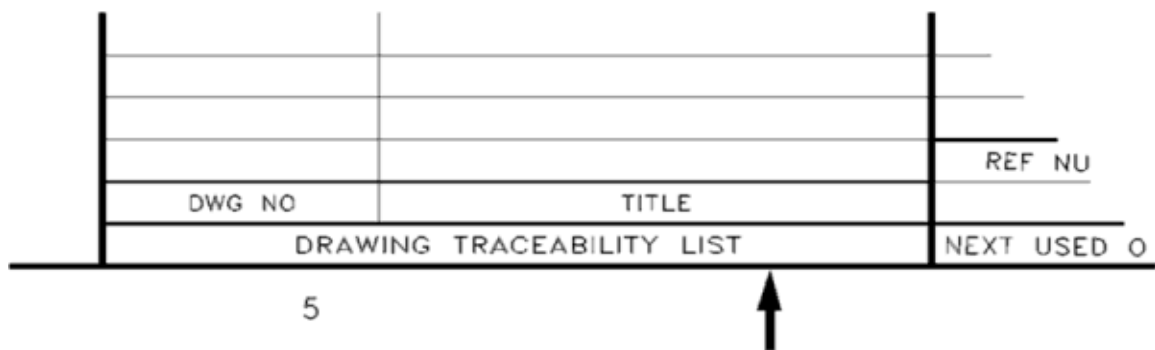 REF NU
DWG NO TITLE
DRAWING TRACEABILITY LIST NEXT USED O
5